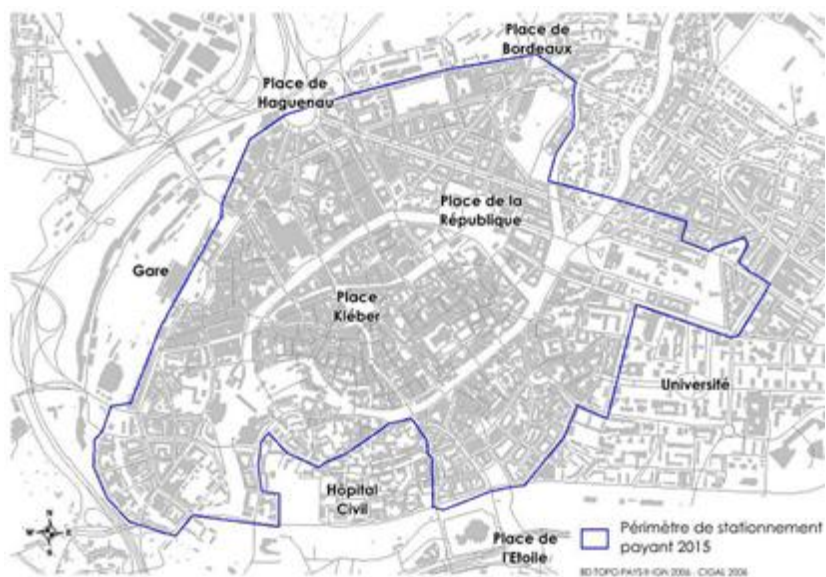 Place de
Bordeaux
Place de
Haguenau
Place de la
République
Gare
Place
Kléber
Université
Hôpital
Civil
Place de
l'Etoile
N
W E
S
Périmètre de stationnement
payant 2015
BD TOPO PAYS ® IGN 2006 - CIGAL 2006